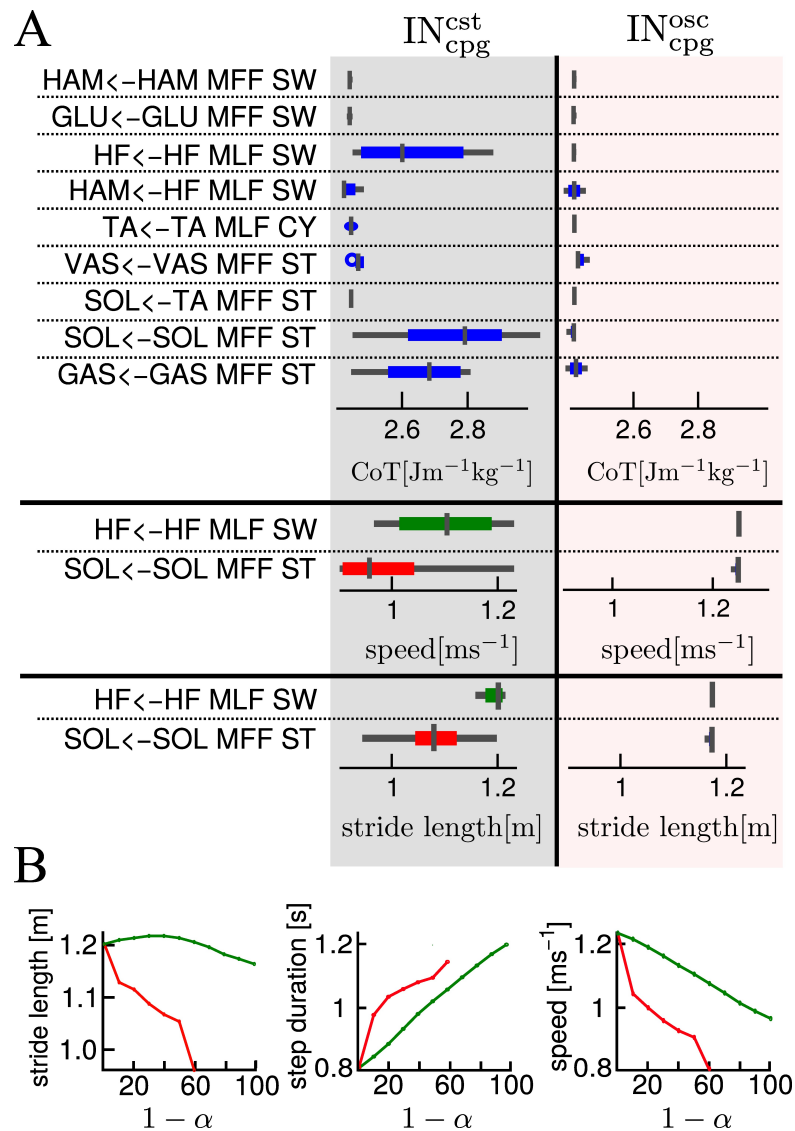 A
IN^cst_cpg IN^osc_cpg
HAM<-HAM MFF SW
GLU<-GLU MFF SW
HF<-HF MLF SW
HAM<-HF MLF SW
TA<-TA MLF CY
VAS<-VAS MFF ST
SOL<-TA MFF ST
SOL<-SOL MFF ST
GAS<-GAS MFF ST
2.6 2.8 2.6 2.8
CoT[Jm⁻¹kg⁻¹] CoT[Jm⁻¹kg⁻¹]
HF<-HF MLF SW
SOL<-SOL MFF ST
1 1.2 1 1.2
speed[ms⁻¹] speed[ms⁻¹]
HF<-HF MLF SW
SOL<-SOL MFF ST
1 1.2 1 1.2
stride length[m] stride length[m]
B
stride length [m]
1.2
1.1
1.0
20 60 100
1 − α
step duration [s]
1.2
1
0.8
20 60 100
1 − α
speed [ms⁻¹]
1.2
1
0.8
20 60 100
1 − α